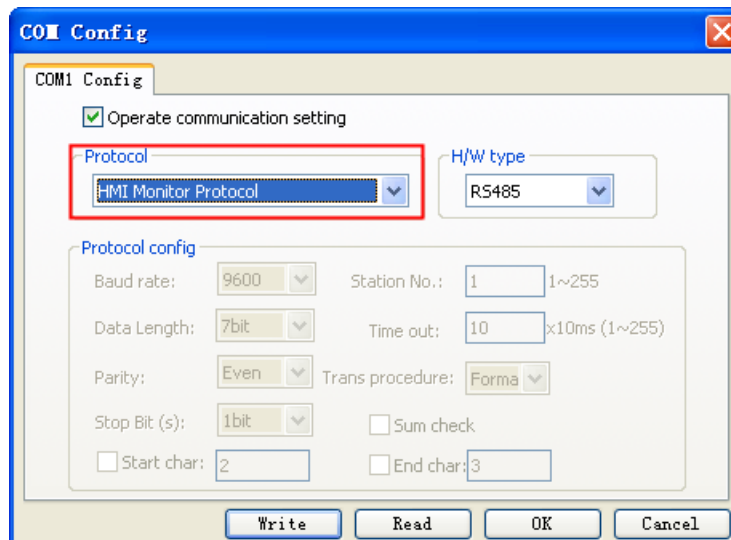 COM Config
COM1 Config
Operate communication setting
Protocol
H/W type
HMI Monitor Protocol
RS485
Protocol config
Baud rate: 9600 Station No.: 1 1~255
Data Length: 7bit Time out: 10 x10ms (1~255)
Parity: Even Trans procedure: Forma
Stop Bit (s): 1bit Sum check
Start char: 2 End char: 3
Write Read OK Cancel